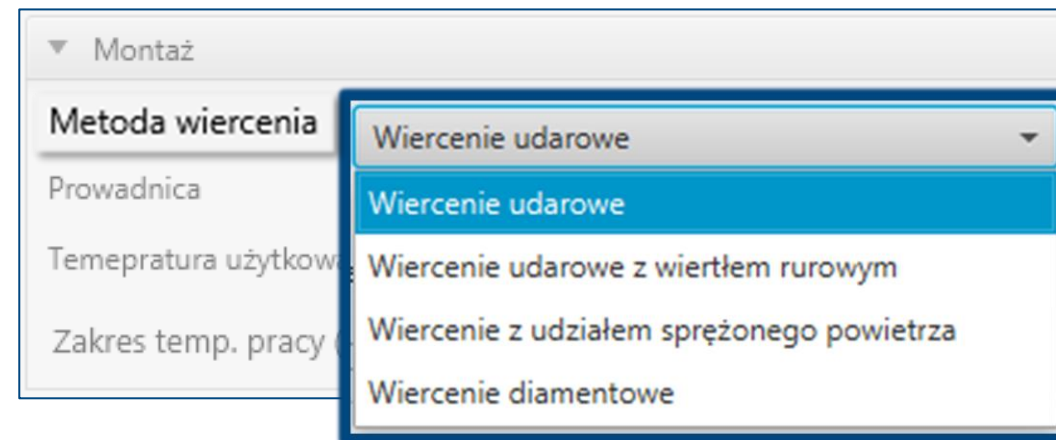 Montaż
Metoda wiercenia
Wiercenie udarowe
Wiercenie udarowe
Prowadnica
Temepratura
Wiercenie udarowe z wiertłem rurowym
Wiercenie z udziałem sprężonego powietrza
Zakres temp. pracy
Wiercenie diamentowe